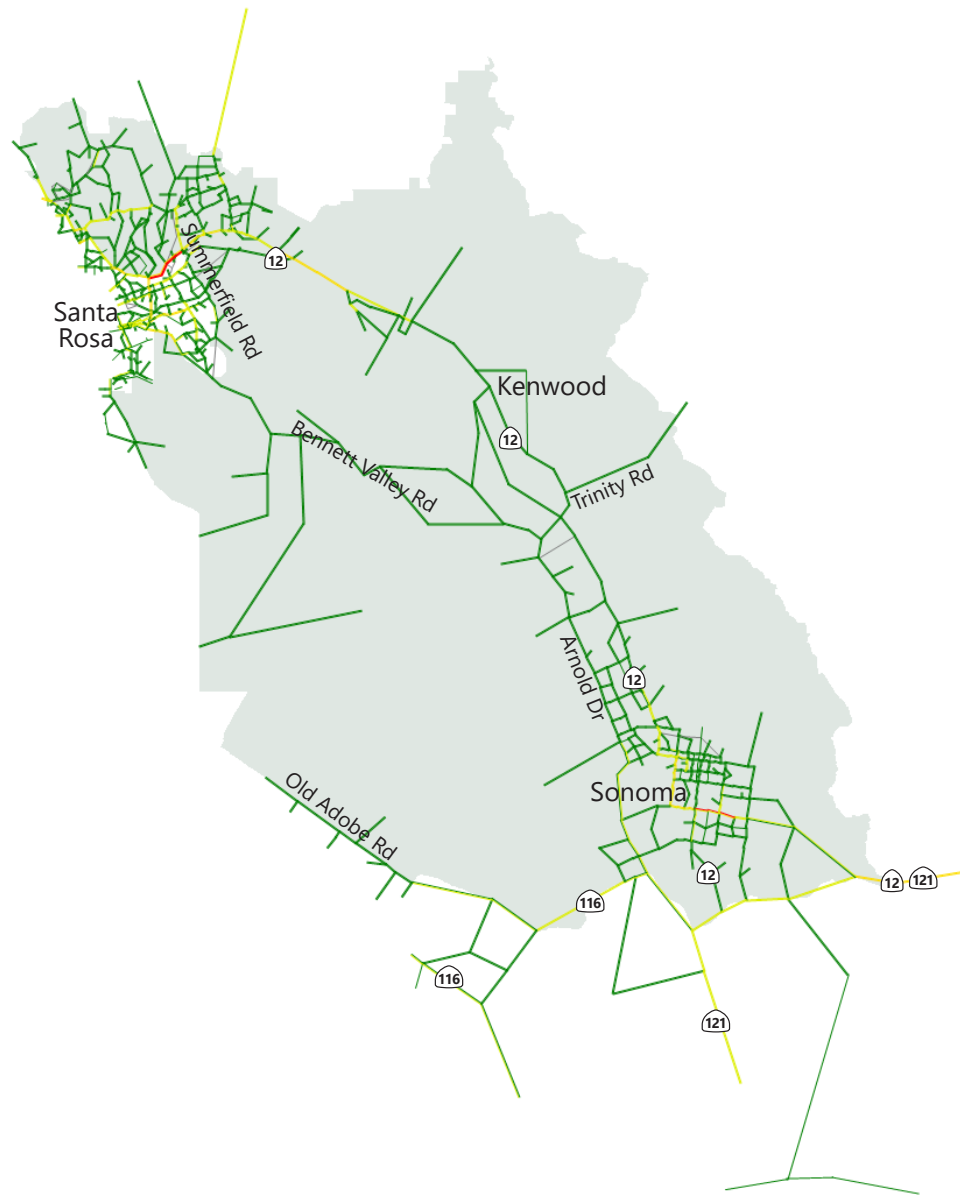 Summerfield Rd
12
Santa
Rosa
Kenwood
12
Bennett Valley Rd
Trinity Rd
Arnold Dr
12
Old Adobe Rd
Sonoma
12
12
121
116
116
121